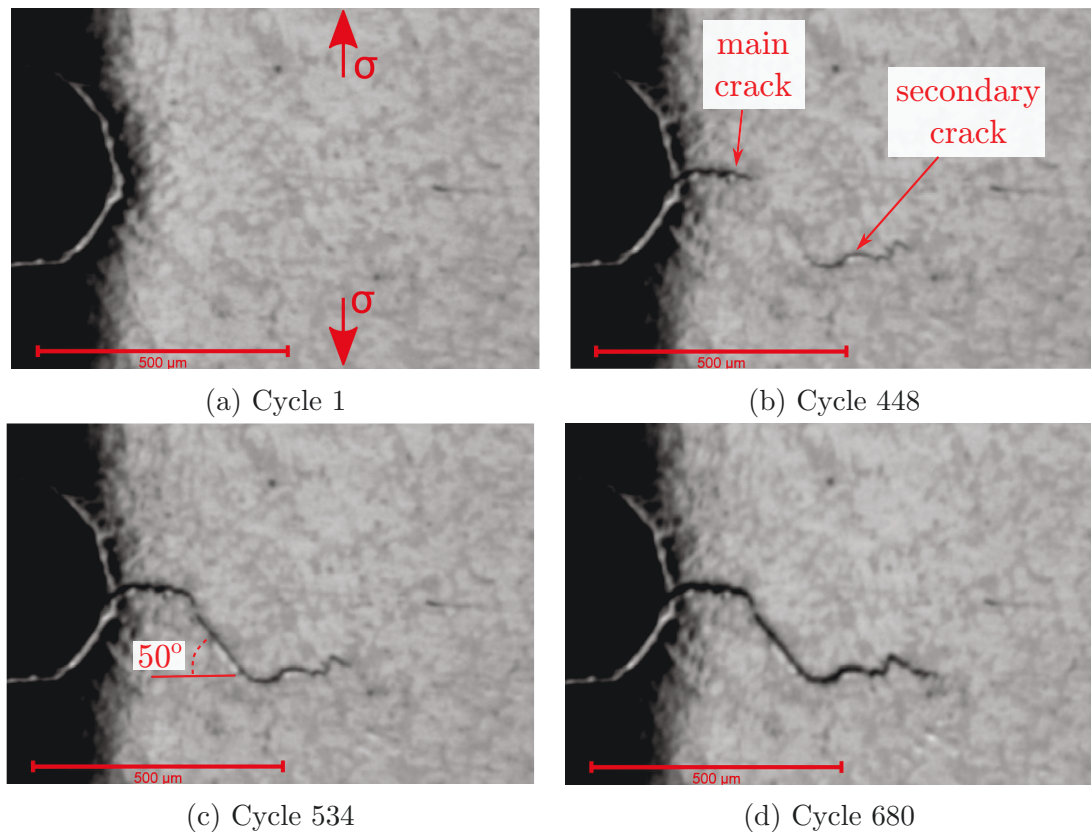 σ
σ
500 µm
(a) Cycle 1
main
crack
secondary
crack
500 µm
(b) Cycle 448
50°
500 µm
(c) Cycle 534
500 µm
(d) Cycle 680